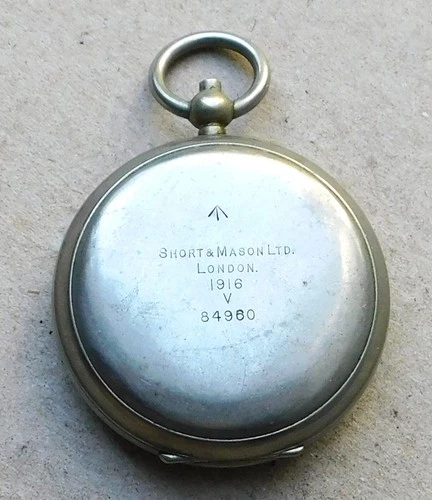 SHORT & MASON LTD.
LONDON.
1916
V
84960